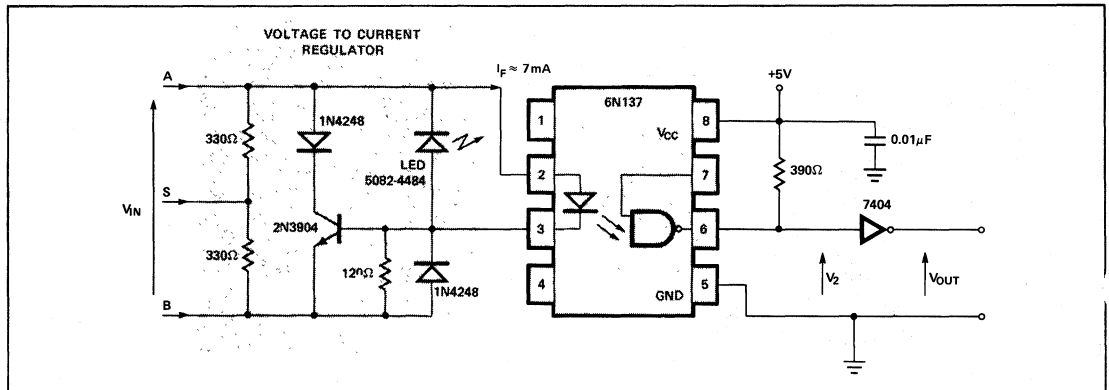 VOLTAGE TO CURRENT
REGULATOR
A
I_F ≈ 7mA
+5V
6N137
1N4248
1
8
V_CC
0.01µF
330Ω
LED
5082-4484
2
7
390Ω
S
7404
V_IN
2N3904
3
6
330Ω
120Ω
1N4248
4
GND
5
V_2
V_OUT
B